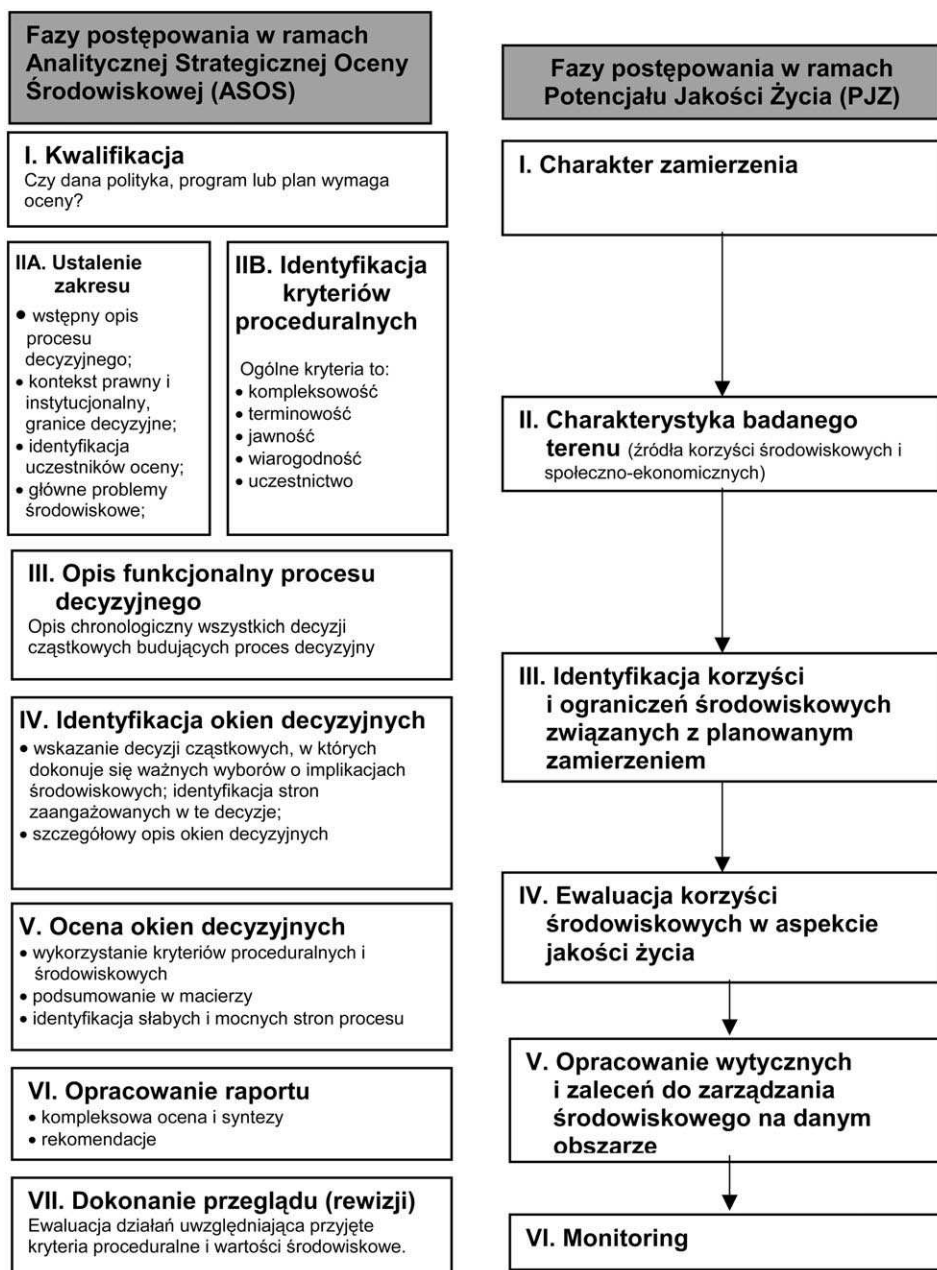 Fazy postępowania w ramach
Analitycznej Strategicznej Oceny
Środowiskowej (ASOS)
I. Kwalifikacja
Czy dana polityka, program lub plan wymaga
oceny?
IIA. Ustalenie
zakresu
• wstępny opis
procesu
decyzyjnego;
• kontekst prawny i
instytucjonalny,
granice decyzyjne;
• identyfikacja
uczestników oceny;
• główne problemy
środowiskowe;
IIB. Identyfikacja
kryteriów
proceduralnych
Ogólne kryteria to:
• kompleksowość
• terminowość
• jawność
• wiarogodność
• uczestnictwo
III. Opis funkcjonalny procesu
decyzyjnego
Opis chronologiczny wszystkich decyzji
cząstkowych budujących proces decyzyjny
IV. Identyfikacja okien decyzyjnych
• wskazanie decyzji cząstkowych, w których
dokonuje się ważnych wyborów o implikacjach
środowiskowych; identyfikacja stron
zaangażowanych w te decyzje;
• szczegółowy opis okien decyzyjnych
V. Ocena okien decyzyjnych
• wykorzystanie kryteriów proceduralnych i
środowiskowych
• podsumowanie w macierzy
• identyfikacja słabych i mocnych stron procesu
VI. Opracowanie raportu
• kompleksowa ocena i syntezy
• rekomendacje
VII. Dokonanie przeglądu (rewizji)
Ewaluacja działań uwzględniająca przyjęte
kryteria proceduralne i wartości środowiskowe.
Fazy postępowania w ramach
Potencjału Jakości Życia (PJZ)
I. Charakter zamierzenia
II. Charakterystyka badanego
terenu (źródła korzyści środowiskowych i
społeczno-ekonomicznych)
III. Identyfikacja korzyści
i ograniczeń środowiskowych
związanych z planowanym
zamierzeniem
IV. Ewaluacja korzyści
środowiskowych w aspekcie
jakości życia
V. Opracowanie wytycznych
i zaleceń do zarządzania
środowiskowego na danym
obszarze
VI. Monitoring